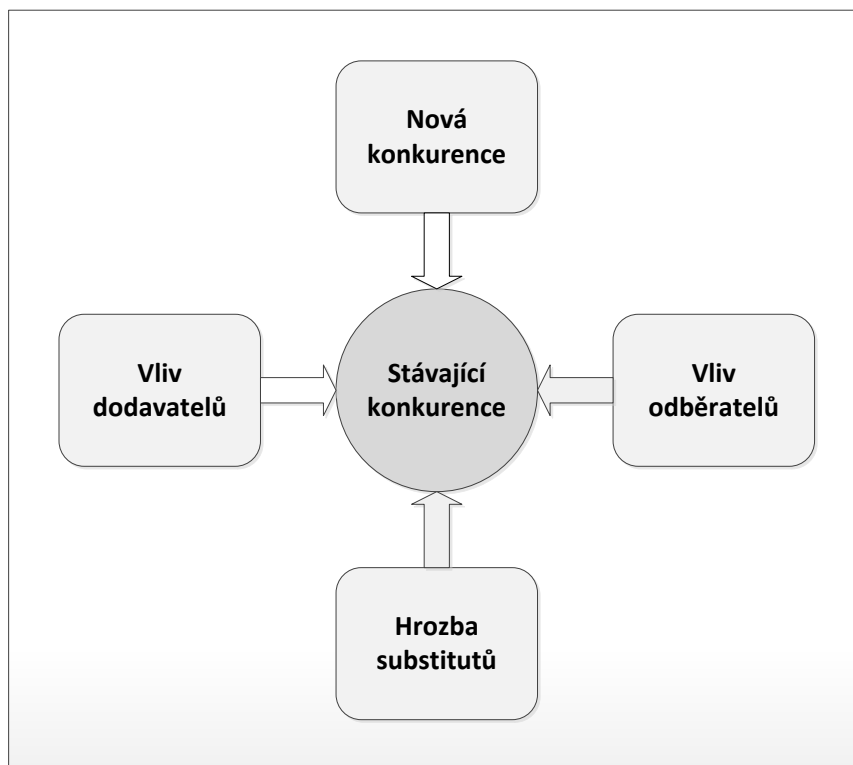 Nová
konkurence
Vliv
dodavatelů
Stávající
konkurence
Vliv
odběratelů
Hrozba
substitutů